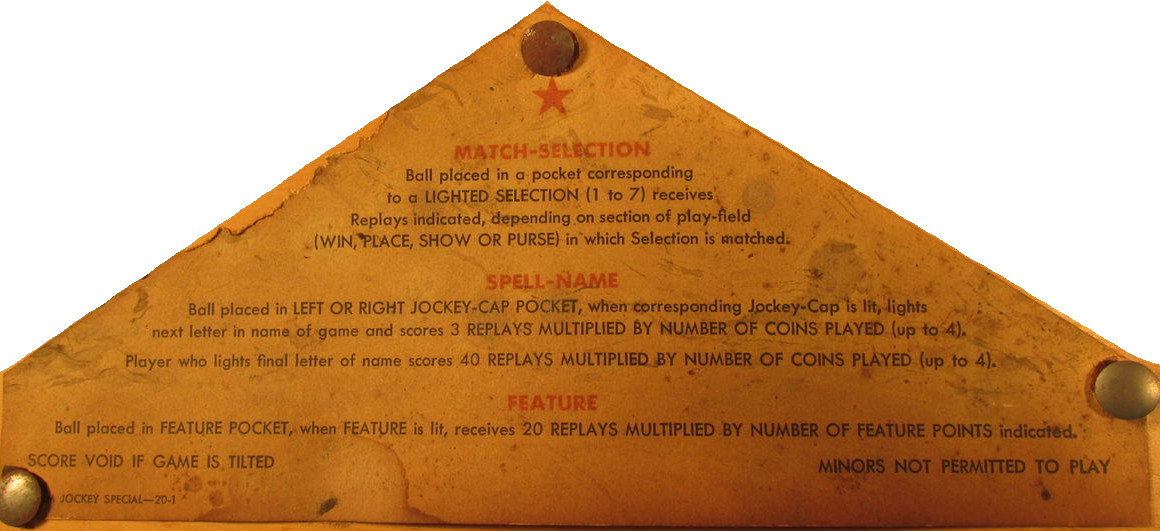 MATCH-SELECTION
Ball placed in a pocket corresponding
to a LIGHTED SELECTION (1 to 7) receives
Replays indicated, depending on section of play-field
(WIN, PLACE, SHOW OR PURSE) in which Selection is matched.
SPELL-NAME
Ball placed in LEFT OR RIGHT JOCKEY-CAP POCKET, when corresponding Jockey-Cap is lit, lights
next letter in name of game and scores 3 REPLAYS MULTIPLIED BY NUMBER OF COINS PLAYED (up to 4).
Player who lights final letter of name scores 40 REPLAYS MULTIPLIED BY NUMBER OF COINS PLAYED (up to 4).
FEATURE
Ball placed in FEATURE POCKET, when FEATURE is lit, receives 20 REPLAYS MULTIPLIED BY NUMBER OF FEATURE POINTS indicated.
SCORE VOID IF GAME IS TILTED
MINORS NOT PERMITTED TO PLAY
JOCKEY SPECIAL—20-1